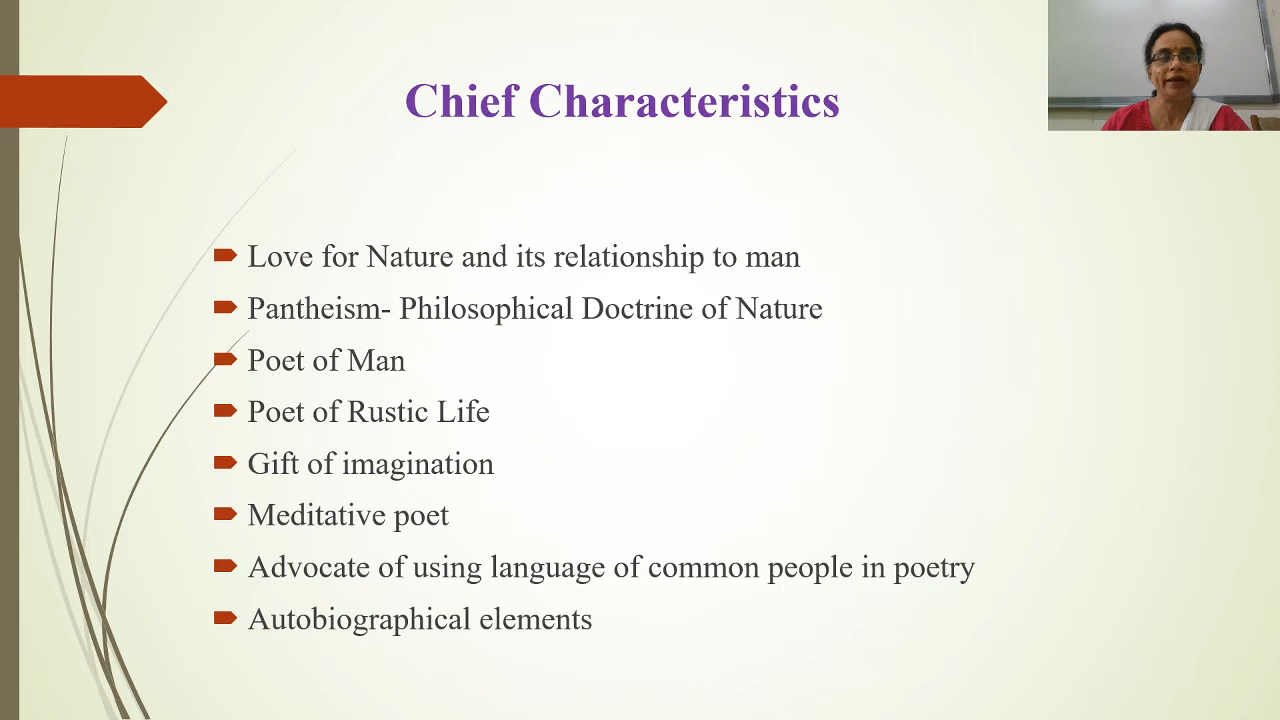 Chief Characteristics
Love for Nature and its relationship to man
Pantheism- Philosophical Doctrine of Nature
Poet of Man
Poet of Rustic Life
Gift of imagination
Meditative poet
Advocate of using language of common people in poetry
Autobiographical elements